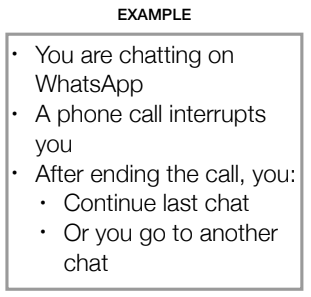 EXAMPLE
• You are chatting on
WhatsApp
• A phone call interrupts
you
• After ending the call, you:
• Continue last chat
• Or you go to another
chat